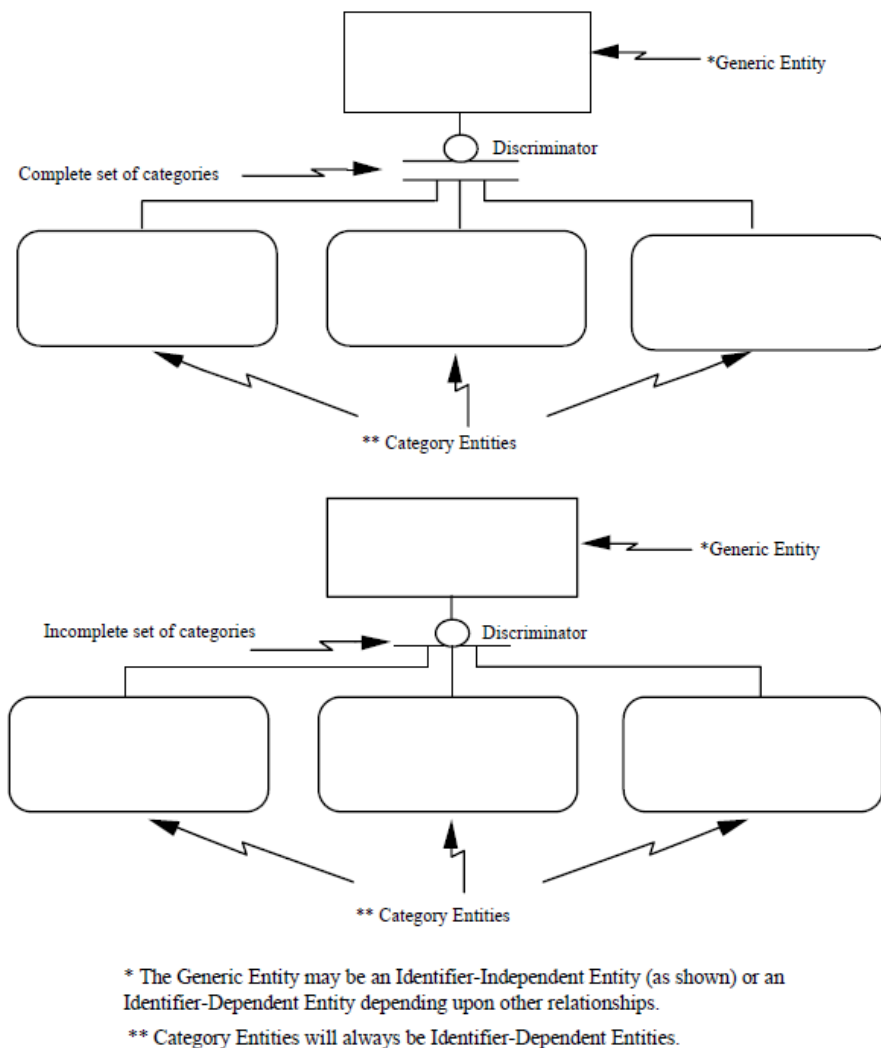 *Generic Entity
Discriminator
Complete set of categories
** Category Entities
*Generic Entity
Incomplete set of categories
Discriminator
** Category Entities
* The Generic Entity may be an Identifier-Independent Entity (as shown) or an
Identifier-Dependent Entity depending upon other relationships.
** Category Entities will always be Identifier-Dependent Entities.